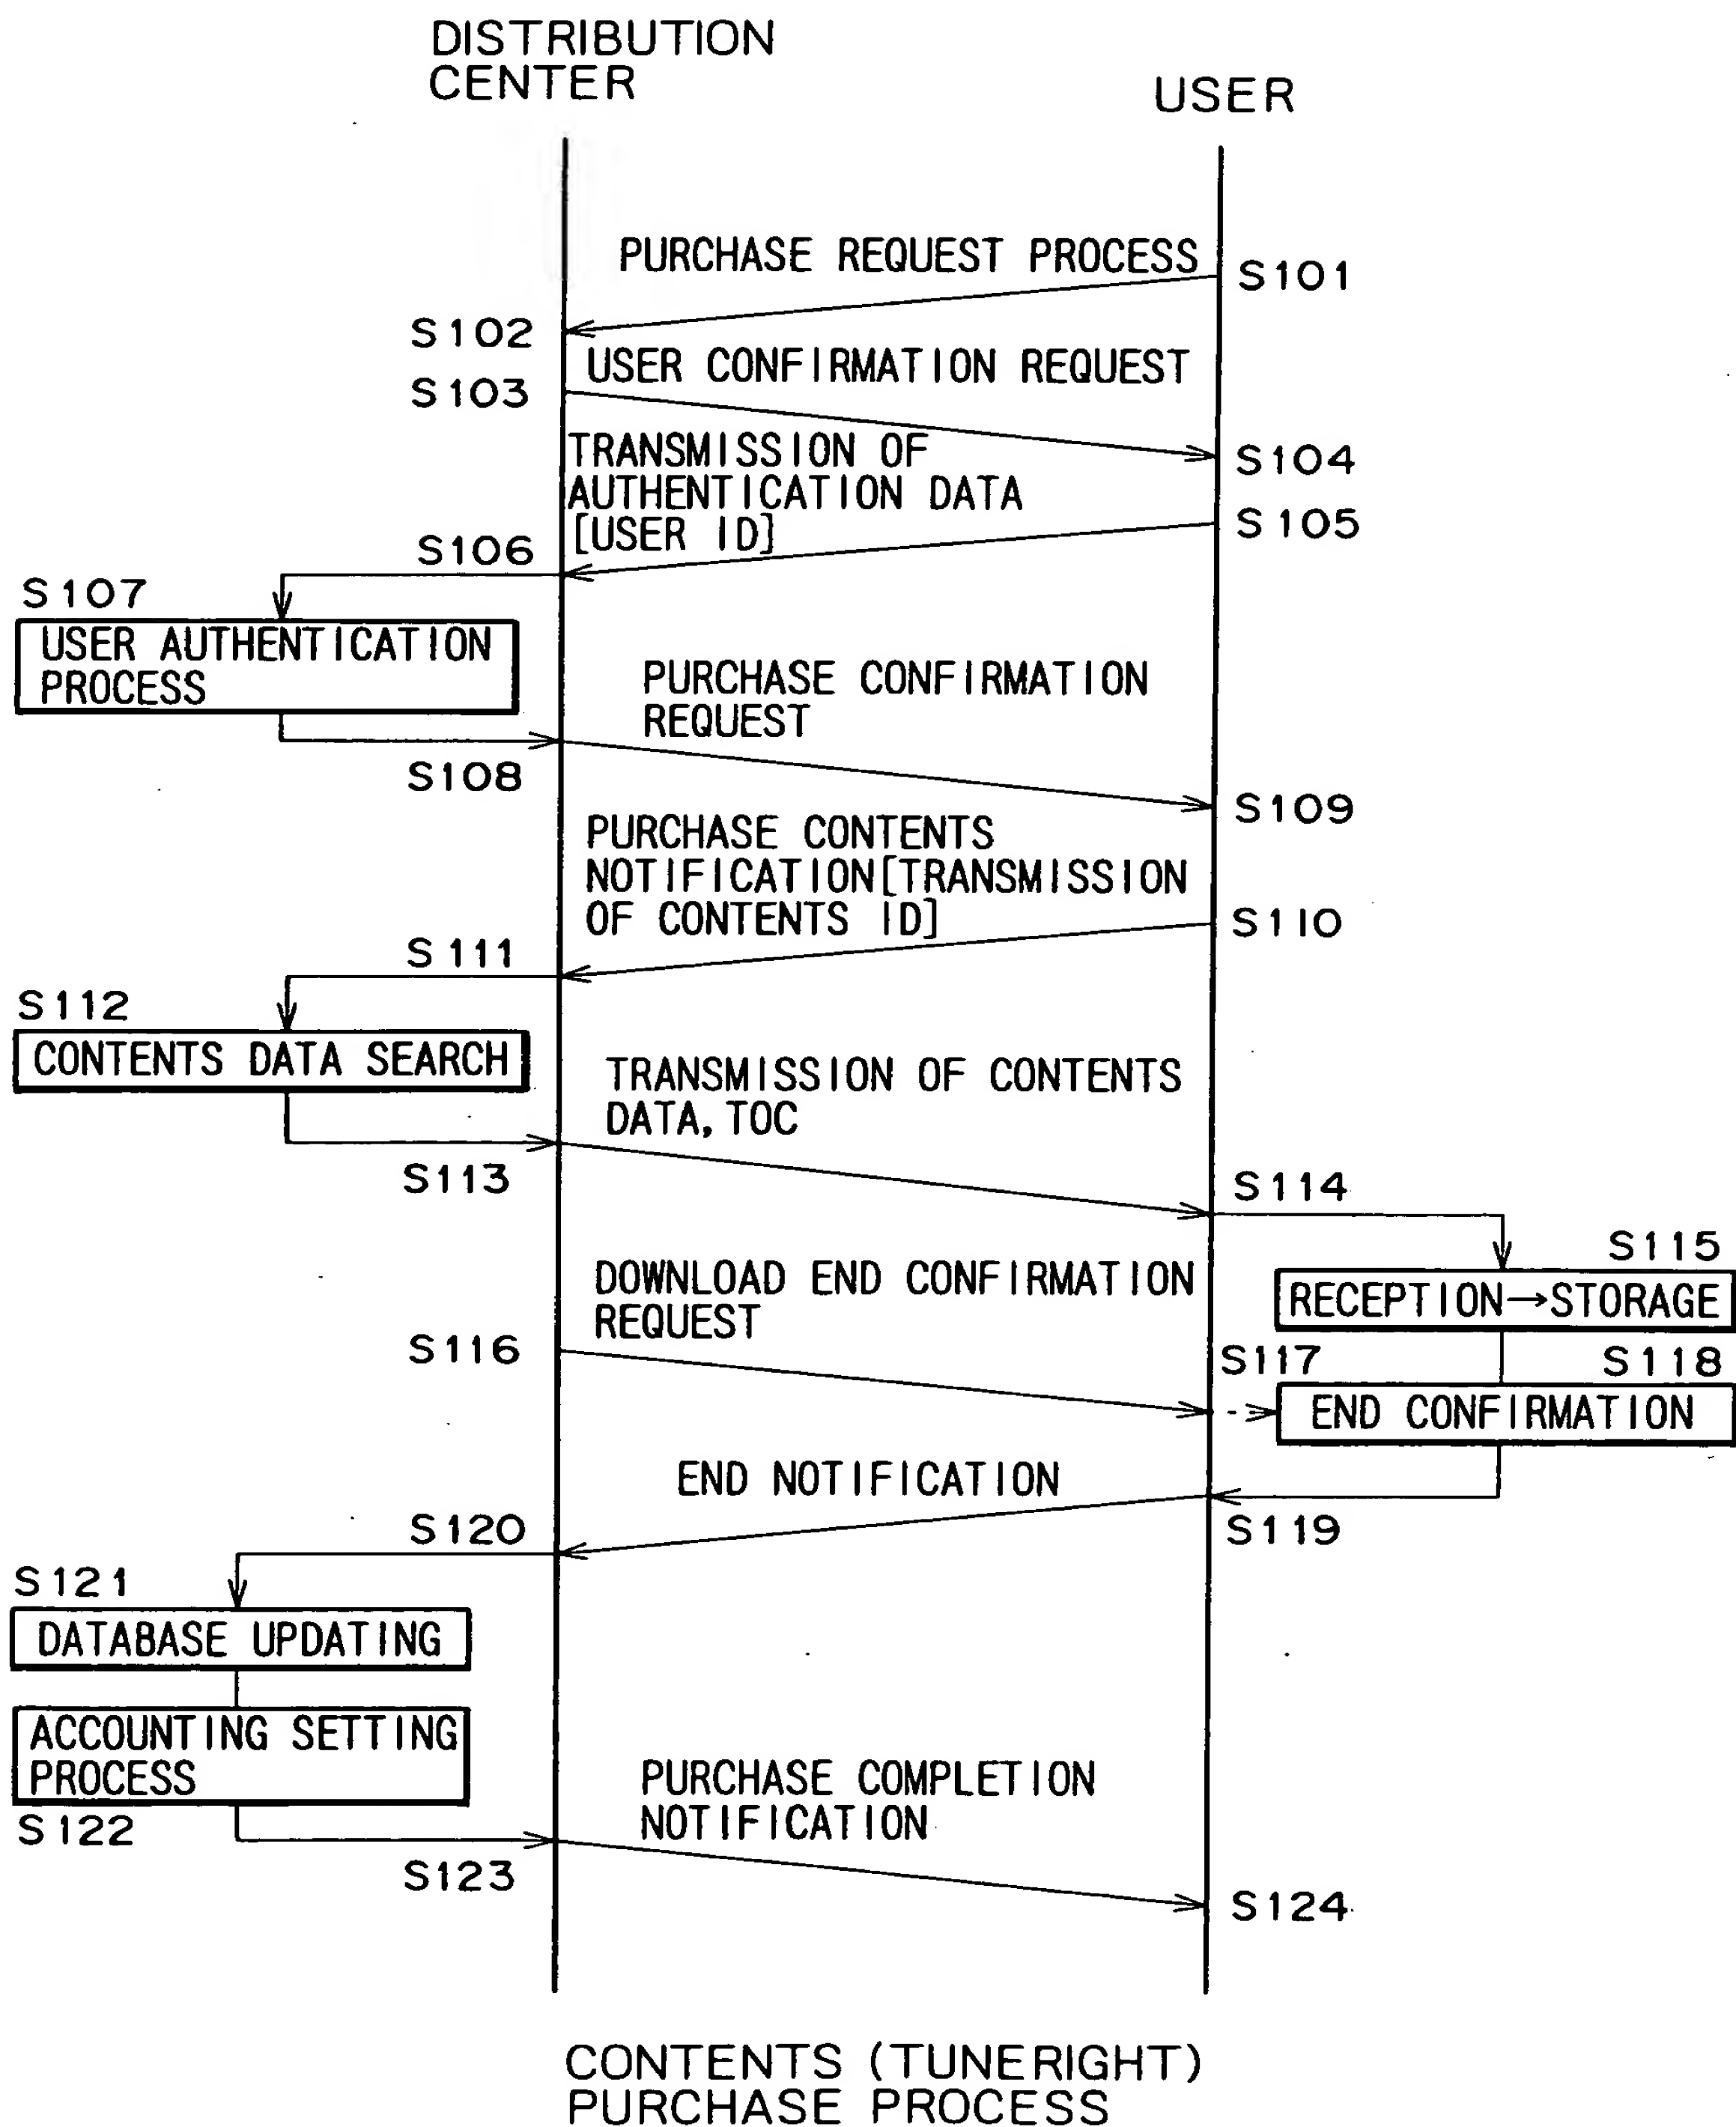 DISTRIBUTION
CENTER
USER
PURCHASE REQUEST PROCESS
S101
S102
USER CONFIRMATION REQUEST
S103
TRANSMISSION OF
AUTHENTICATION DATA
[USER ID]
S104
S105
S106
S107
USER AUTHENTICATION
PROCESS
PURCHASE CONFIRMATION
REQUEST
S108
S109
PURCHASE CONTENTS
NOTIFICATION[TRANSMISSION
OF CONTENTS ID]
S110
S111
S112
CONTENTS DATA SEARCH
TRANSMISSION OF CONTENTS
DATA, TOC
S113
S114
S115
RECEPTION→STORAGE
DOWNLOAD END CONFIRMATION
REQUEST
S116
S117
S118
END CONFIRMATION
END NOTIFICATION
S119
S120
S121
DATABASE UPDATING
ACCOUNTING SETTING
PROCESS
S122
PURCHASE COMPLETION
NOTIFICATION
S123
S124
CONTENTS (TUNERIGHT)
PURCHASE PROCESS